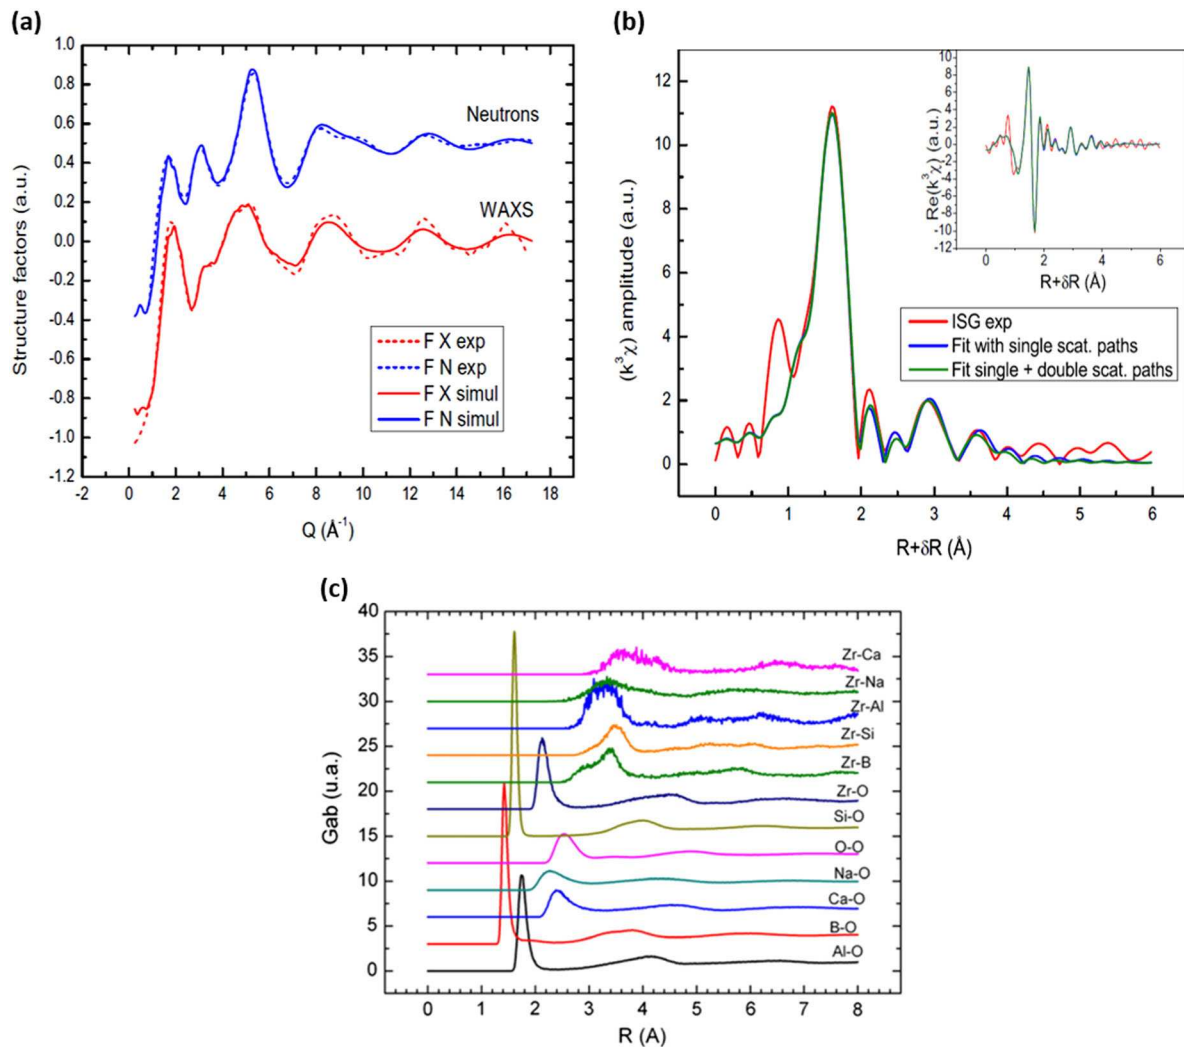 (a)
1.0
0.8
0.6
0.4
0.2
0.0
-0.2
-0.4
-0.6
-0.8
-1.0
-1.2
Structure factors (a.u.)
Neutrons
WAXS
F X exp
F N exp
F X simul
F N simul
-2 0 2 4 6 8 10 12 14 16 18
Q (Å⁻¹)
(b)
12
10
8
6
4
2
0
(k³χ) amplitude (a.u.)
10
8
6
4
2
0
-2
-4
-6
-8
-10
-12
Re(k³χ) (a.u.)
0 2 4 6
R+δR (Å)
ISG exp
Fit with single scat. paths
Fit single + double scat. paths
0 1 2 3 4 5 6
R+δR (Å)
(c)
40
35
30
25
20
15
10
5
0
Gab (u.a.)
Zr-Ca
Zr-Na
Zr-Al
Zr-Si
Zr-B
Zr-O
Si-O
O-O
Na-O
Ca-O
B-O
Al-O
0 1 2 3 4 5 6 7 8
R (A)